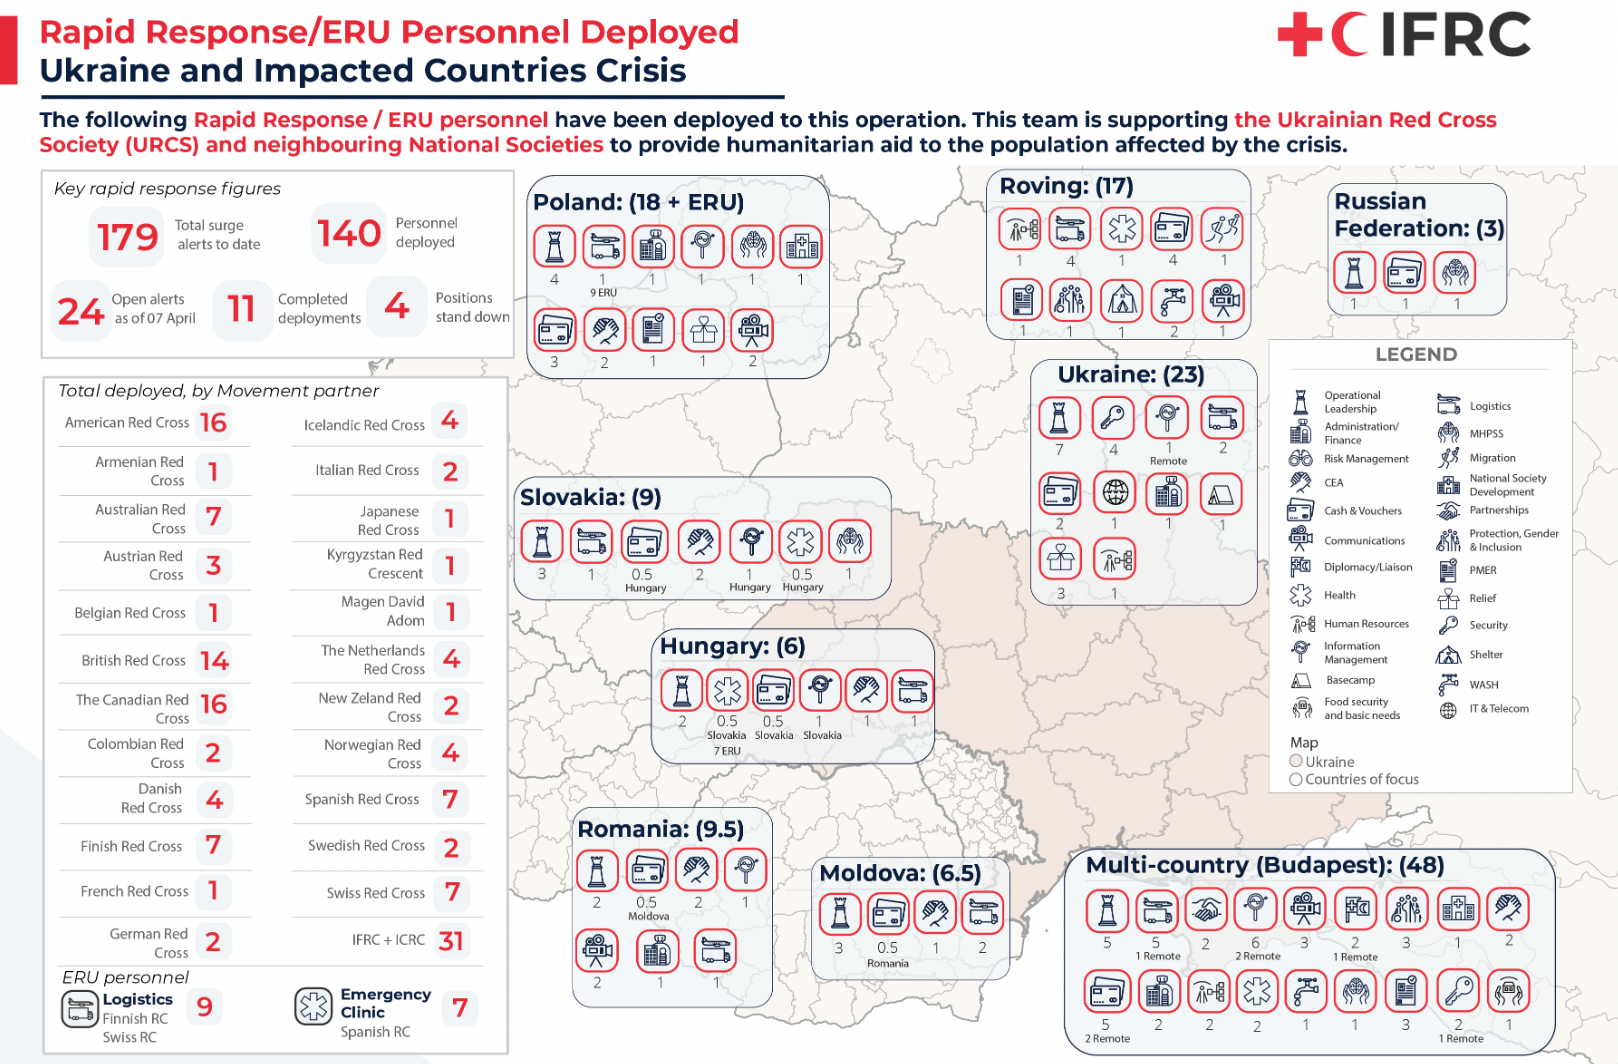 Rapid Response/ERU Personnel Deployed
Ukraine and Impacted Countries Crisis
IFRC
The following Rapid Response / ERU personnel have been deployed to this operation. This team is supporting the Ukrainian Red Cross
Society (URCS) and neighbouring National Societies to provide humanitarian aid to the population affected by the crisis.
Key rapid response figures
179 Total surge
alerts to date
140 Personnel
deployed
24 Open alerts
as of 07 April
11 Completed
deployments
4 Positions
stand down
Total deployed, by Movement partner
American Red Cross 16
Armenian Red
Cross 1
Australian Red
Cross 7
Austrian Red
Cross 3
Belgian Red Cross 1
British Red Cross 14
The Canadian Red
Cross 16
Colombian Red
Cross 2
Danish
Red Cross 4
Finish Red Cross 7
French Red Cross 1
German Red
Cross 2
Icelandic Red Cross 4
Italian Red Cross 2
Japanese
Red Cross 1
Kyrgyzstan Red
Crescent 1
Magen David
Adom 1
The Netherlands
Red Cross 4
New Zeland Red
Cross 2
Norwegian Red
Cross 4
Spanish Red Cross 7
Swedish Red Cross 2
Swiss Red Cross 7
IFRC + ICRC 31
ERU personnel
Logistics
Finnish RC
Swiss RC
9
Emergency
Clinic
Spanish RC
7
Poland: (18 + ERU)
4 1 1 1 1 1
9 ERU
3 2 1 1 2
Roving: (17)
1 4 1 4 1
1 1 1 2 1
Russian
Federation: (3)
1 1 1
Ukraine: (23)
7 4 1 2
Remote
2 1 1 1
3 1
Slovakia: (9)
3 1 0.5 2 1 0.5 1
Hungary Hungary Hungary
Hungary: (6)
2 0.5 0.5 1 1 1
Slovakia Slovakia Slovakia
7 ERU
Romania: (9.5)
2 0.5 2 1
Moldova
2 1 1
Moldova: (6.5)
3 0.5 1 2
Romania
Multi-country (Budapest): (48)
5 5 2 6 3 2 3 1 2
1 Remote 2 Remote 1 Remote
5 2 2 2 1 1 3 2 1
2 Remote 1 Remote
LEGEND
Operational
Leadership
Administration/
Finance
Risk Management
CEA
Cash & Vouchers
Communications
Diplomacy/Liaison
Health
Human Resources
Information
Management
Basecamp
Food security
and basic needs
Logistics
MHPSS
Migration
National Society
Development
Partnerships
Protection, Gender
& Inclusion
PMER
Relief
Security
Shelter
WASH
IT & Telecom
Map
Ukraine
Countries of focus